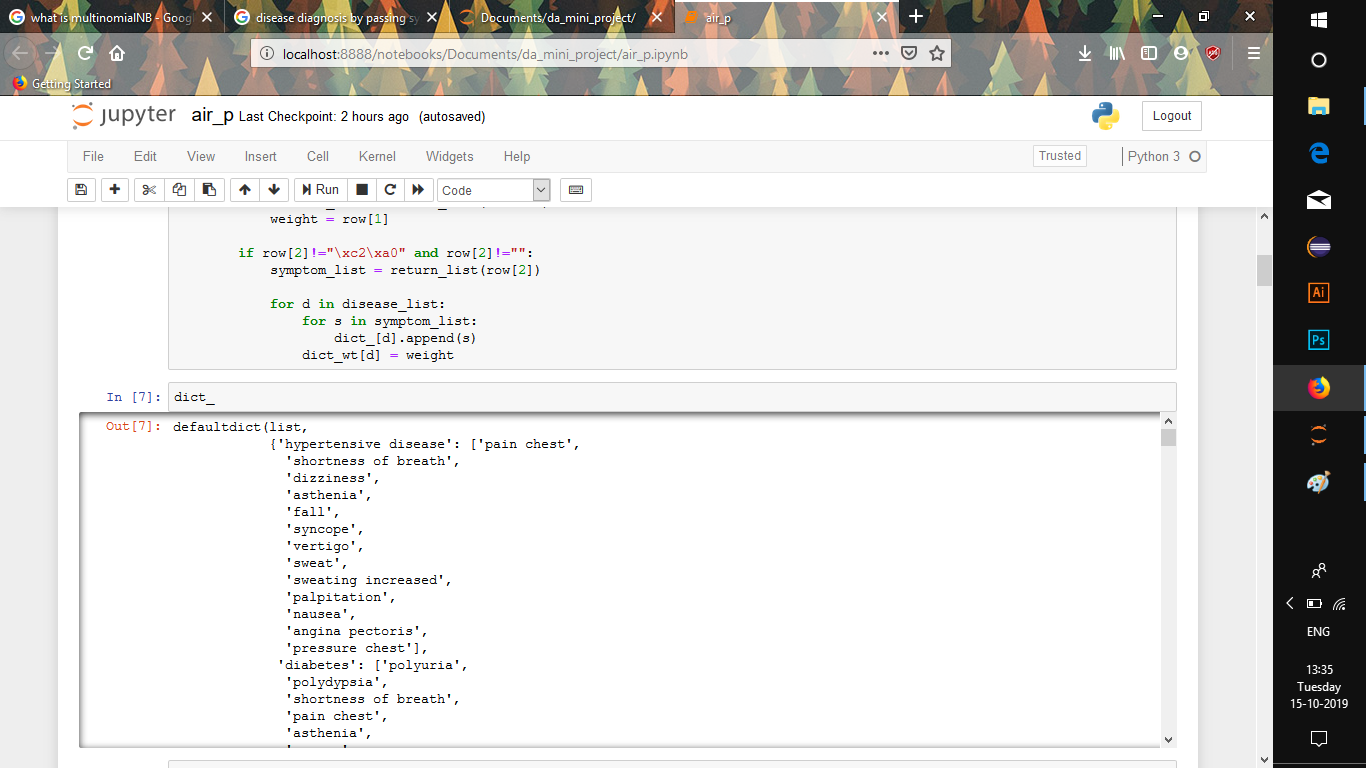 what is multinomialNB - Goog
disease diagnosis by passing sy
Documents/da_mini_project/
air_p
localhost:8888/notebooks/Documents/da_mini_project/air_p.ipynb
Getting Started
jupyter air_p Last Checkpoint: 2 hours ago (autosaved)
Logout
File Edit View Insert Cell Kernel Widgets Help
Trusted
Python 3
Run
Code
weight = row[1]
if row[2]!="\xc2\xa0" and row[2]!="":
symptom_list = return_list(row[2])
for d in disease_list:
for s in symptom_list:
dict_[d].append(s)
dict_wt[d] = weight
In [7]: dict_
Out[7]: defaultdict(list,
{'hypertensive disease': ['pain chest',
'shortness of breath',
'dizziness',
'asthenia',
'fall',
'syncope',
'vertigo',
'sweat',
'sweating increased',
'palpitation',
'nausea',
'angina pectoris',
'pressure chest'],
'diabetes': ['polyuria',
'polydypsia',
'shortness of breath',
'pain chest',
'asthenia',
Ai
Ps
ENG
13:35
Tuesday
15-10-2019